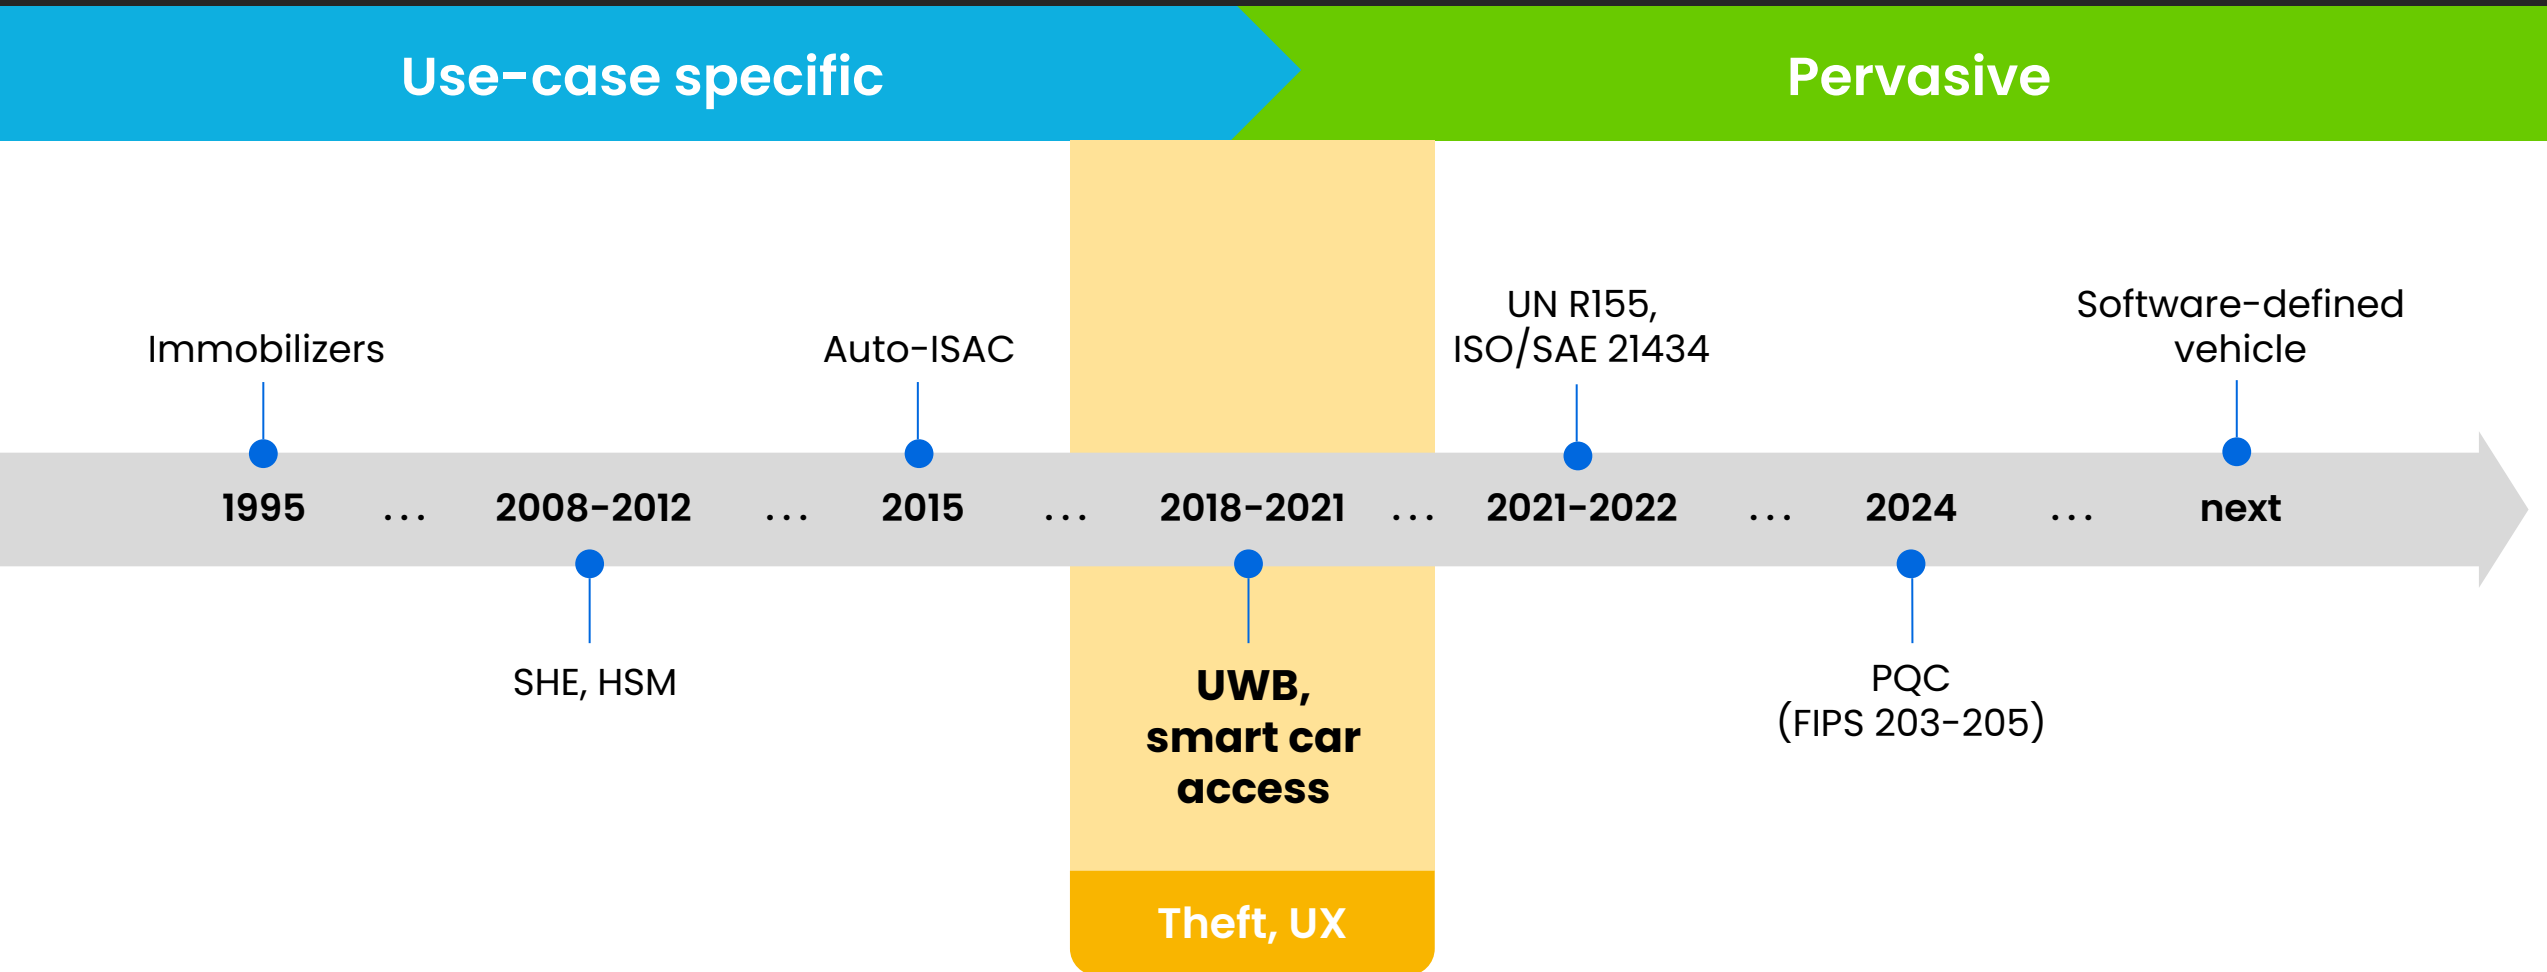 Use-case specific
Pervasive
Immobilizers
Auto-ISAC
UN R155,
ISO/SAE 21434
Software-defined
vehicle
1995 ... 2008-2012 ... 2015 ... 2018-2021 ... 2021-2022 ... 2024 ... next
SHE, HSM
UWB,
smart car
access
PQC
(FIPS 203-205)
Theft, UX